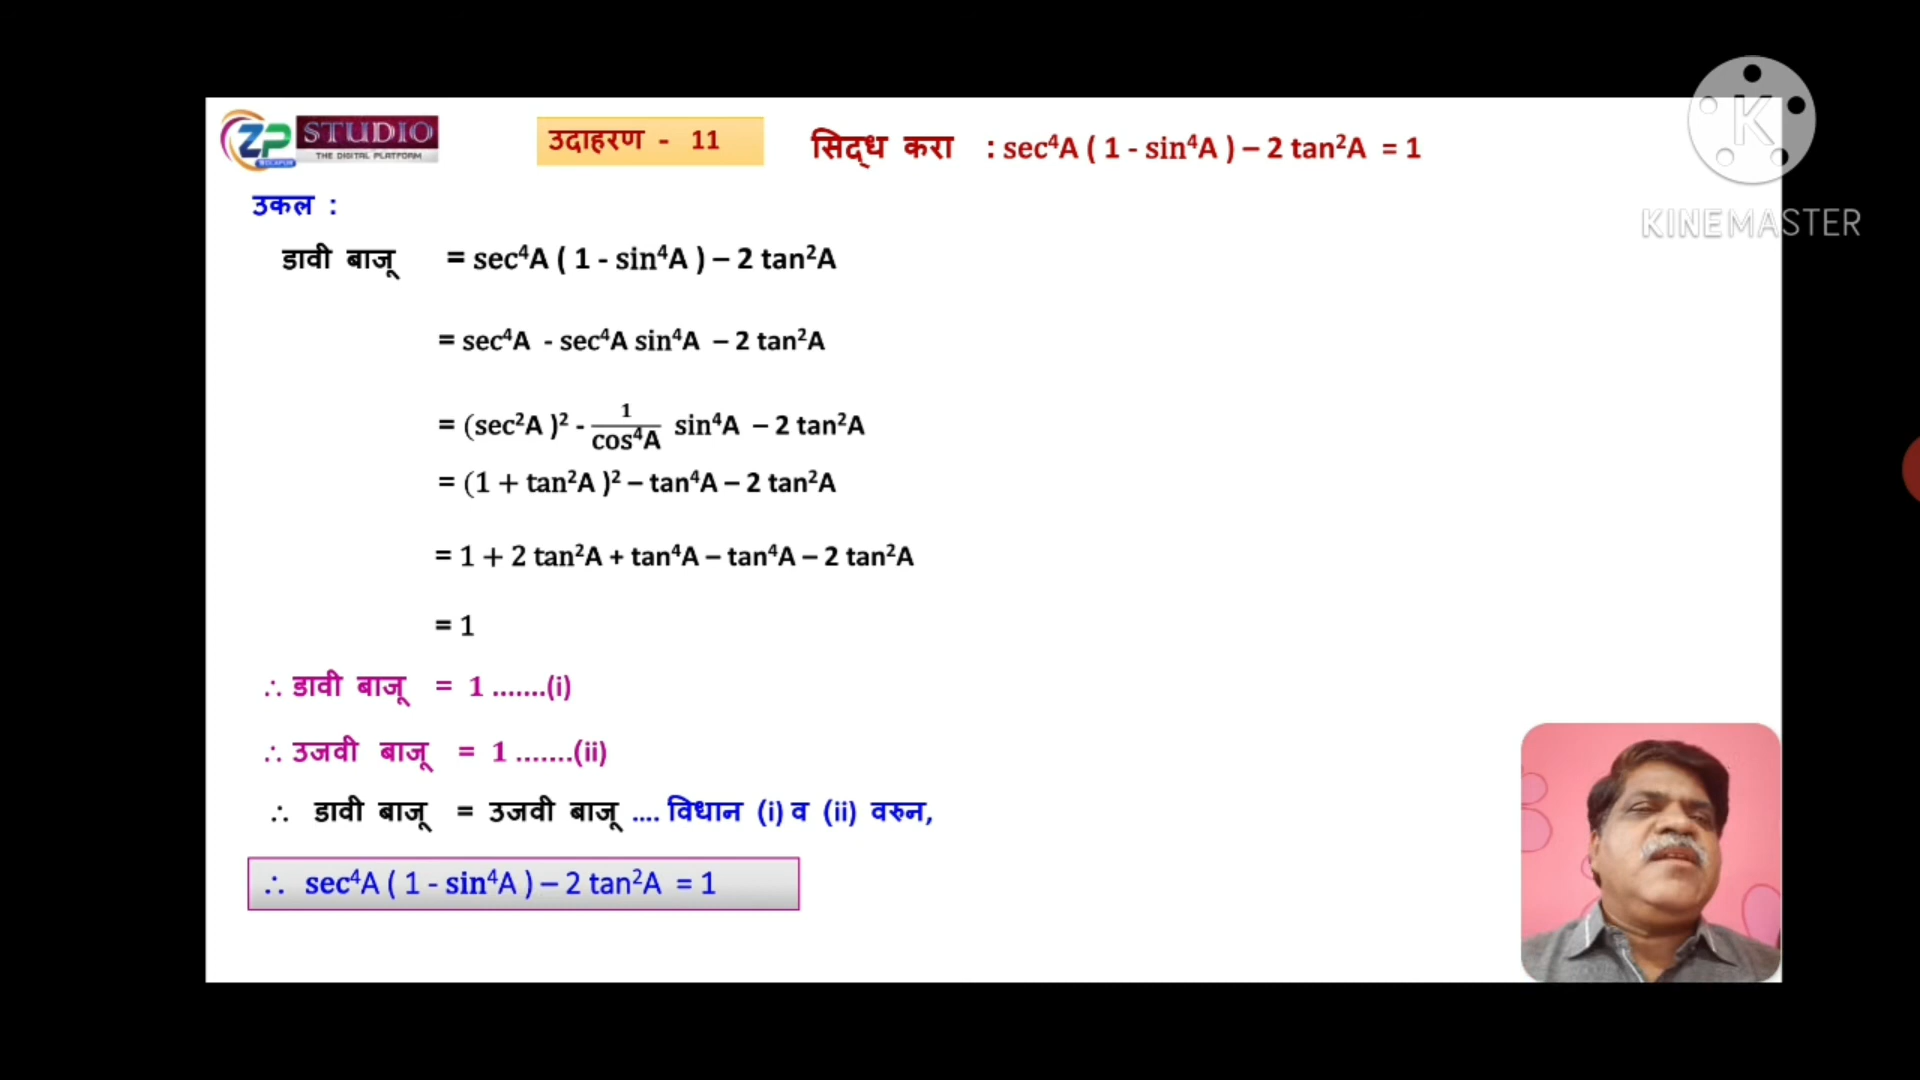 ZP STUDIO
THE DIGITAL PLATFORM
SOLAPUR
उदाहरण - 11
सिद्ध करा : sec⁴A ( 1 - sin⁴A ) – 2 tan²A = 1
KINEMASTER
उकल :
डावी बाजू = sec⁴A ( 1 - sin⁴A ) – 2 tan²A
= sec⁴A - sec⁴A sin⁴A – 2 tan²A
= (sec²A )² - 1/cos⁴A sin⁴A – 2 tan²A
= (1 + tan²A )² – tan⁴A – 2 tan²A
= 1 + 2 tan²A + tan⁴A – tan⁴A – 2 tan²A
= 1
∴ डावी बाजू = 1 .......(i)
∴ उजवी बाजू = 1 .......(ii)
∴ डावी बाजू = उजवी बाजू .... विधान (i) व (ii) वरुन,
∴ sec⁴A ( 1 - sin⁴A ) – 2 tan²A = 1